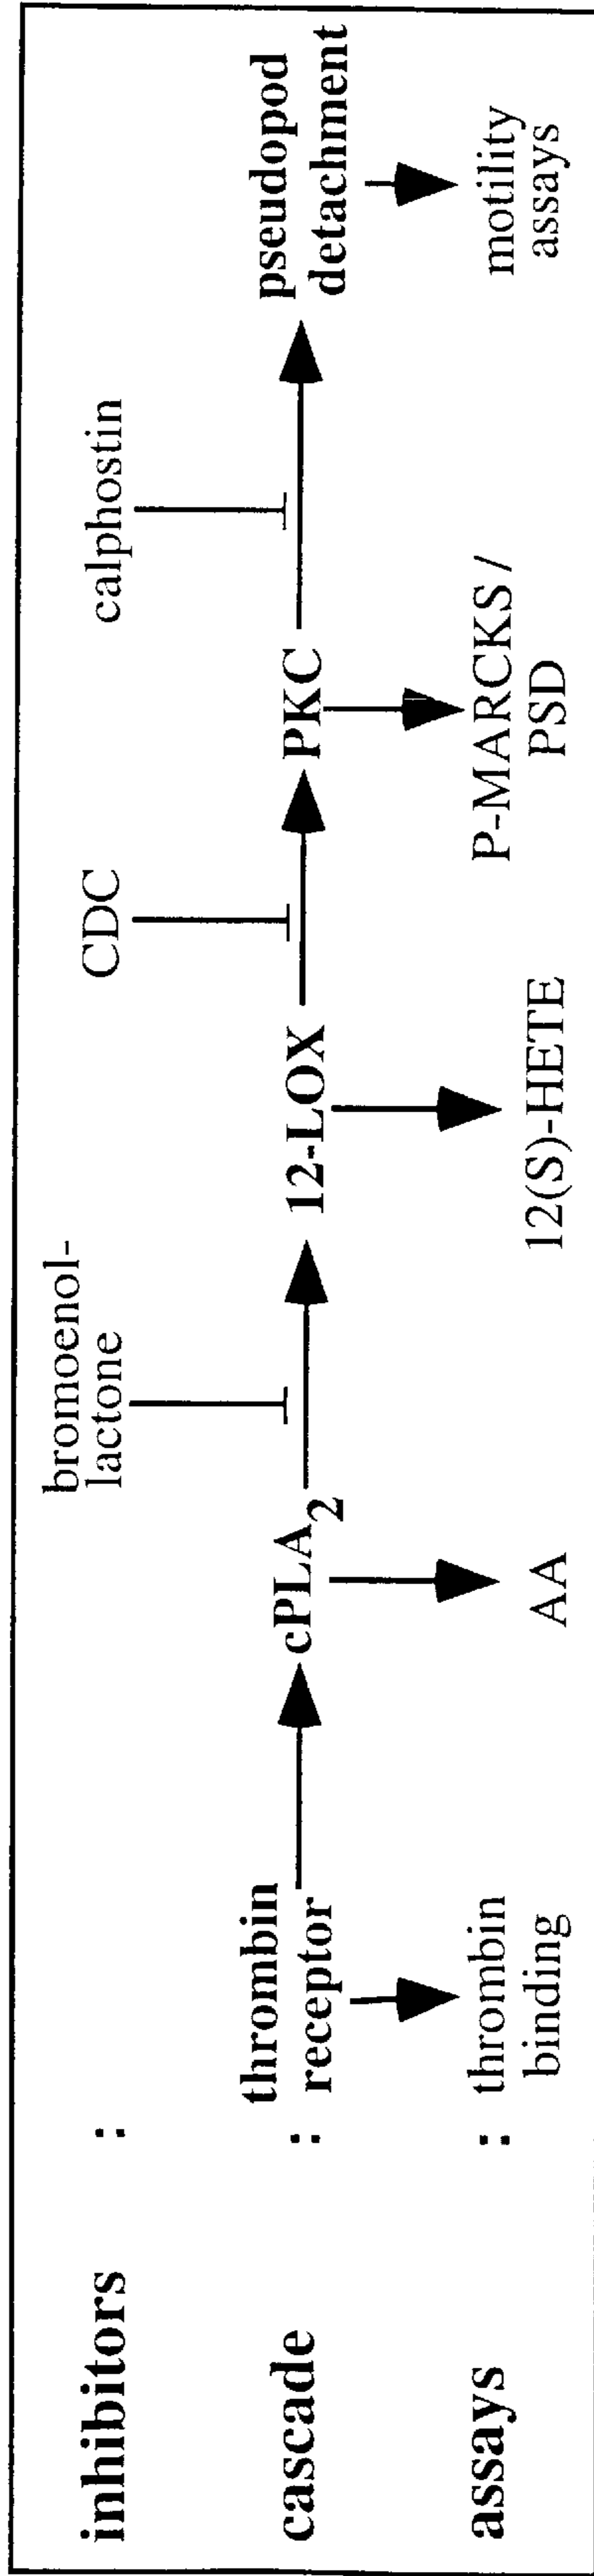 inhibitors : bromoenol-
lactone CDC calphostin
cascade : thrombin
receptor cPLA2 12-LOX PKC pseudopod
detachment
assays : thrombin
binding AA 12(S)-HETE P-MARCKS /
PSD motility
assays